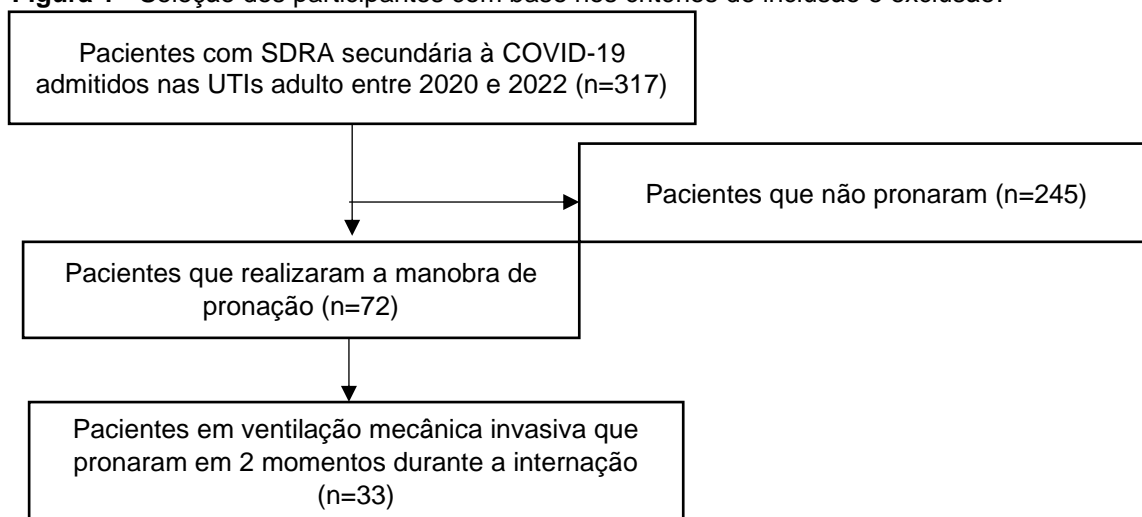 Figura 1 - Seleção dos participantes com base nos critérios de inclusão e exclusão.
Pacientes com SDRA secundária à COVID-19
admitidos nas UTIs adulto entre 2020 e 2022 (n=317)
Pacientes que não pronaram (n=245)
Pacientes que realizaram a manobra de
pronação (n=72)
Pacientes em ventilação mecânica invasiva que
pronaram em 2 momentos durante a internação
(n=33)